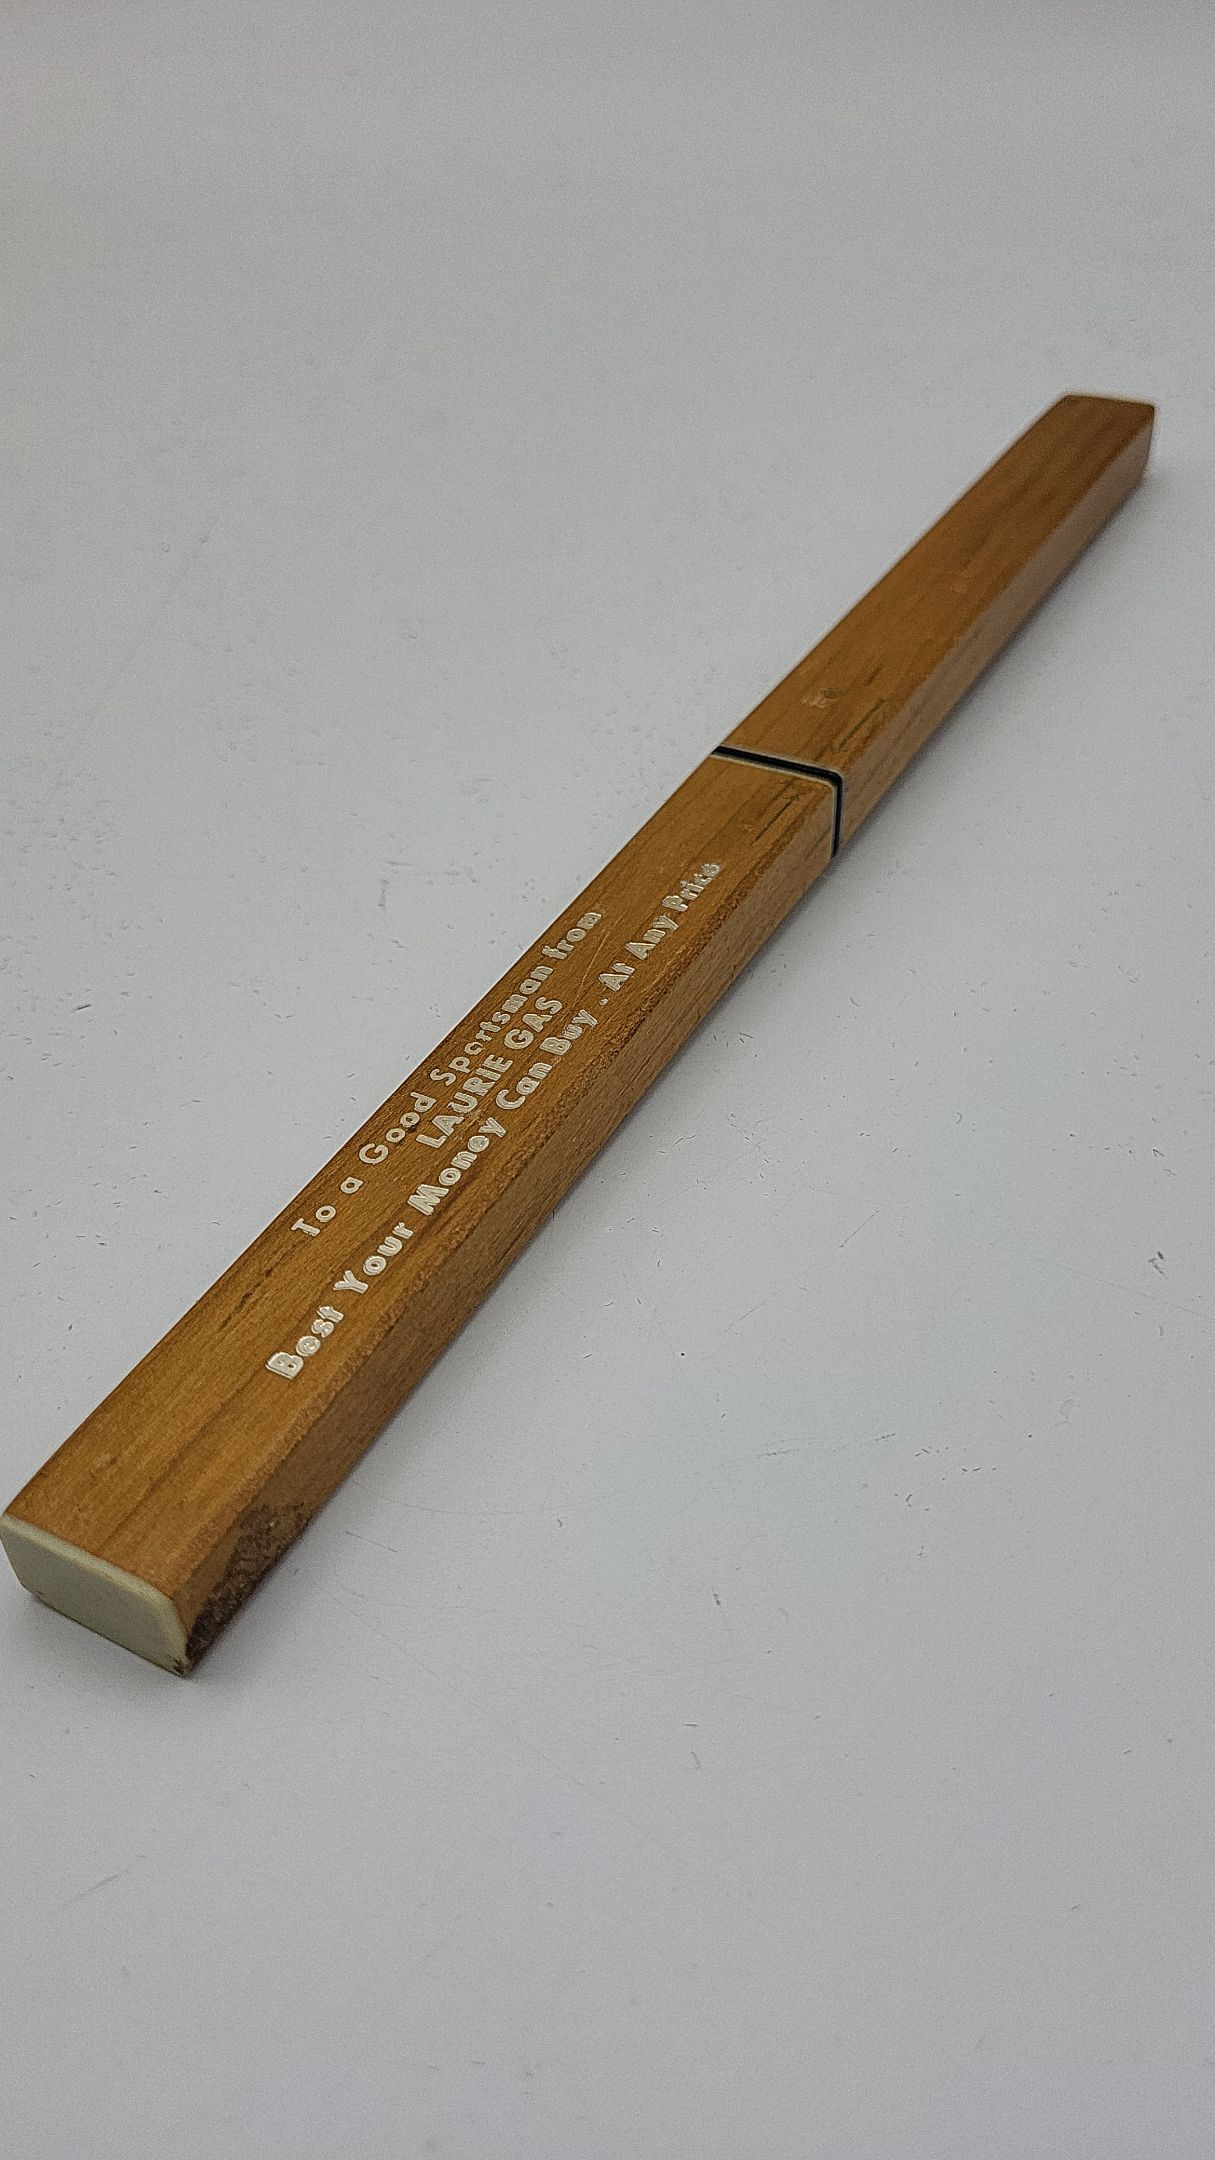 To a Good Sportsman from
LAURIE GAS
Best Your Money Can Buy . At Any Price